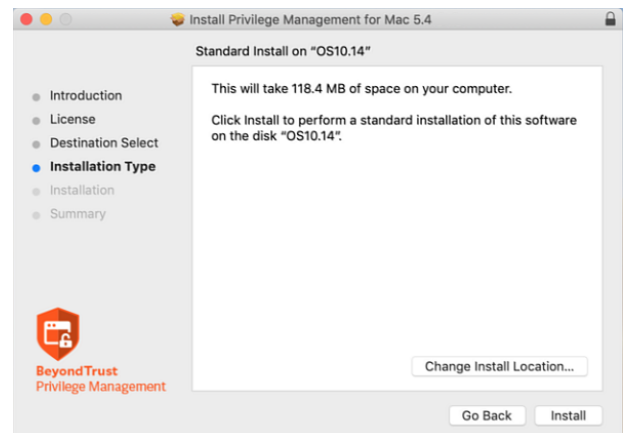 Install Privilege Management for Mac 5.4
Standard Install on “OS10.14”
Introduction
License
Destination Select
Installation Type
Installation
Summary
This will take 118.4 MB of space on your computer.
Click Install to perform a standard installation of this software
on the disk “OS10.14”.
BeyondTrust
Privilege Management
Change Install Location...
Go Back
Install